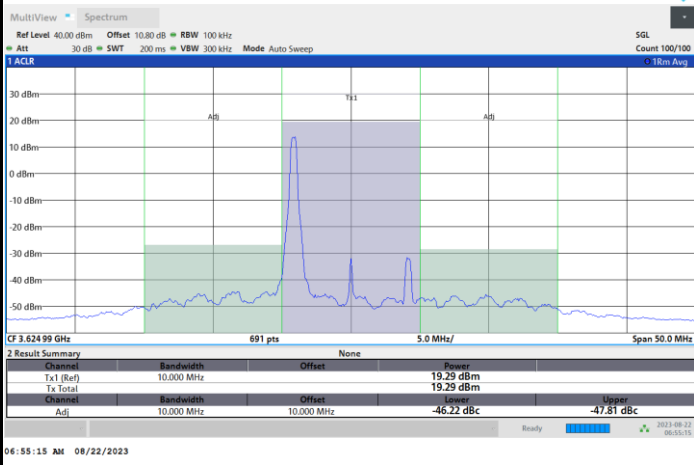 MultiView Spectrum
Ref Level 40.00 dBm Offset 10.80 dB RBW 100 kHz SGL
Att 30 dB SWT 200 ms VBW 300 kHz Mode Auto Sweep Count 100/100
1 ACLR 1Rm Avg
30 dBm
Tx1
20 dBm
Adj Adj
10 dBm
0 dBm
-10 dBm
-20 dBm
-30 dBm
-40 dBm
-50 dBm
CF 3.624 99 GHz 691 pts 5.0 MHz/ Span 50.0 MHz
2 Result Summary None
Channel Bandwidth Offset Power
Tx1 (Ref) 10.000 MHz 19.29 dBm
Tx Total 19.29 dBm
Channel Bandwidth Offset Lower Upper
Adj 10.000 MHz 10.000 MHz -46.22 dBc -47.81 dBc
Ready 2023-08-22
06:55:15
06:55:15 AM 08/22/2023